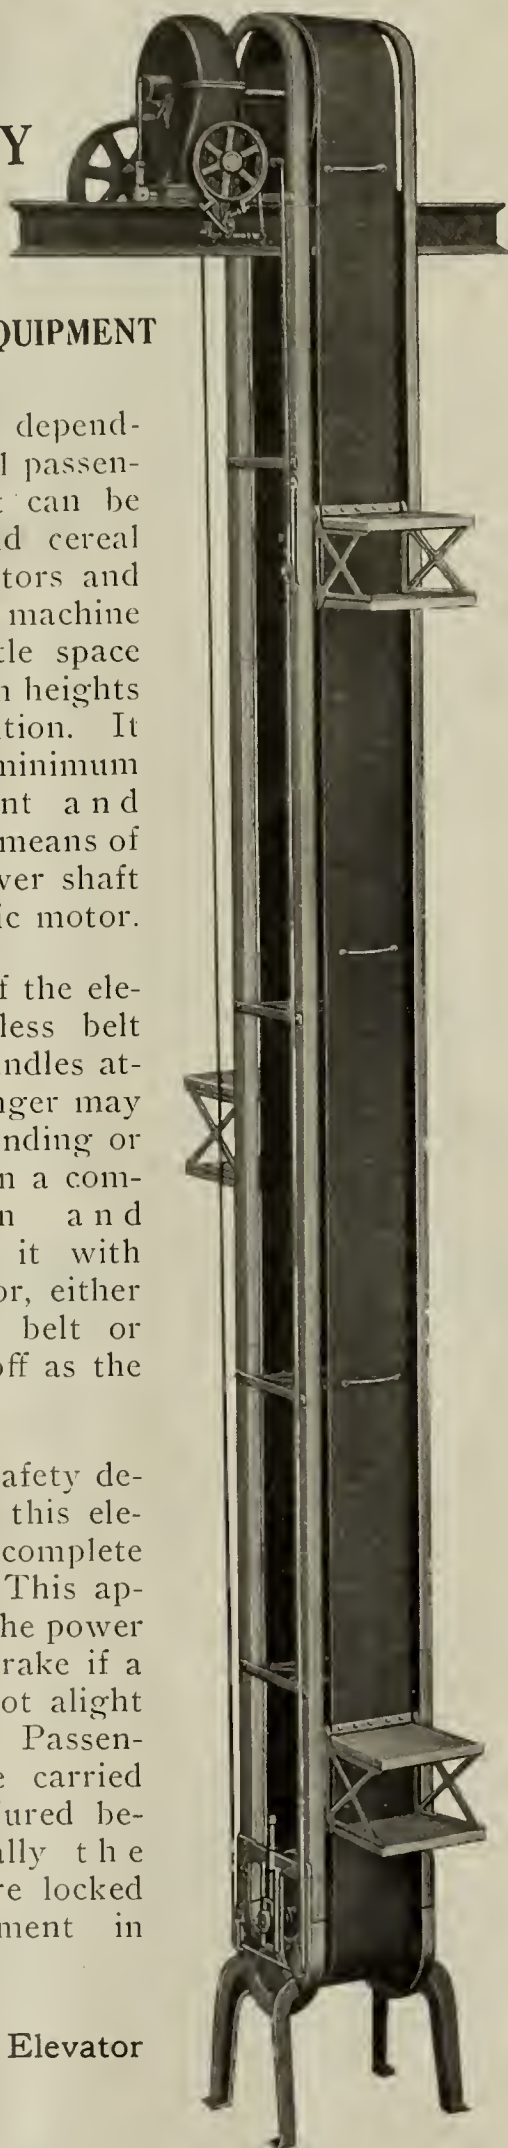 Y
QUIPMENT
depend-
l passen-
t can be
d cereal
tors and
machine
tle space
n heights
tion. It
minimum
nt and
means of
ver shaft
ic motor.
f the ele-
less belt
ndles at-
nger may
nding or
n a com-
n and
it with
or, either
belt or
off as the
afety de-
this ele-
complete
This ap-
he power
rake if a
ot alight
Passen-
e carried
jured be-
ally the
re locked
ment in
Elevator